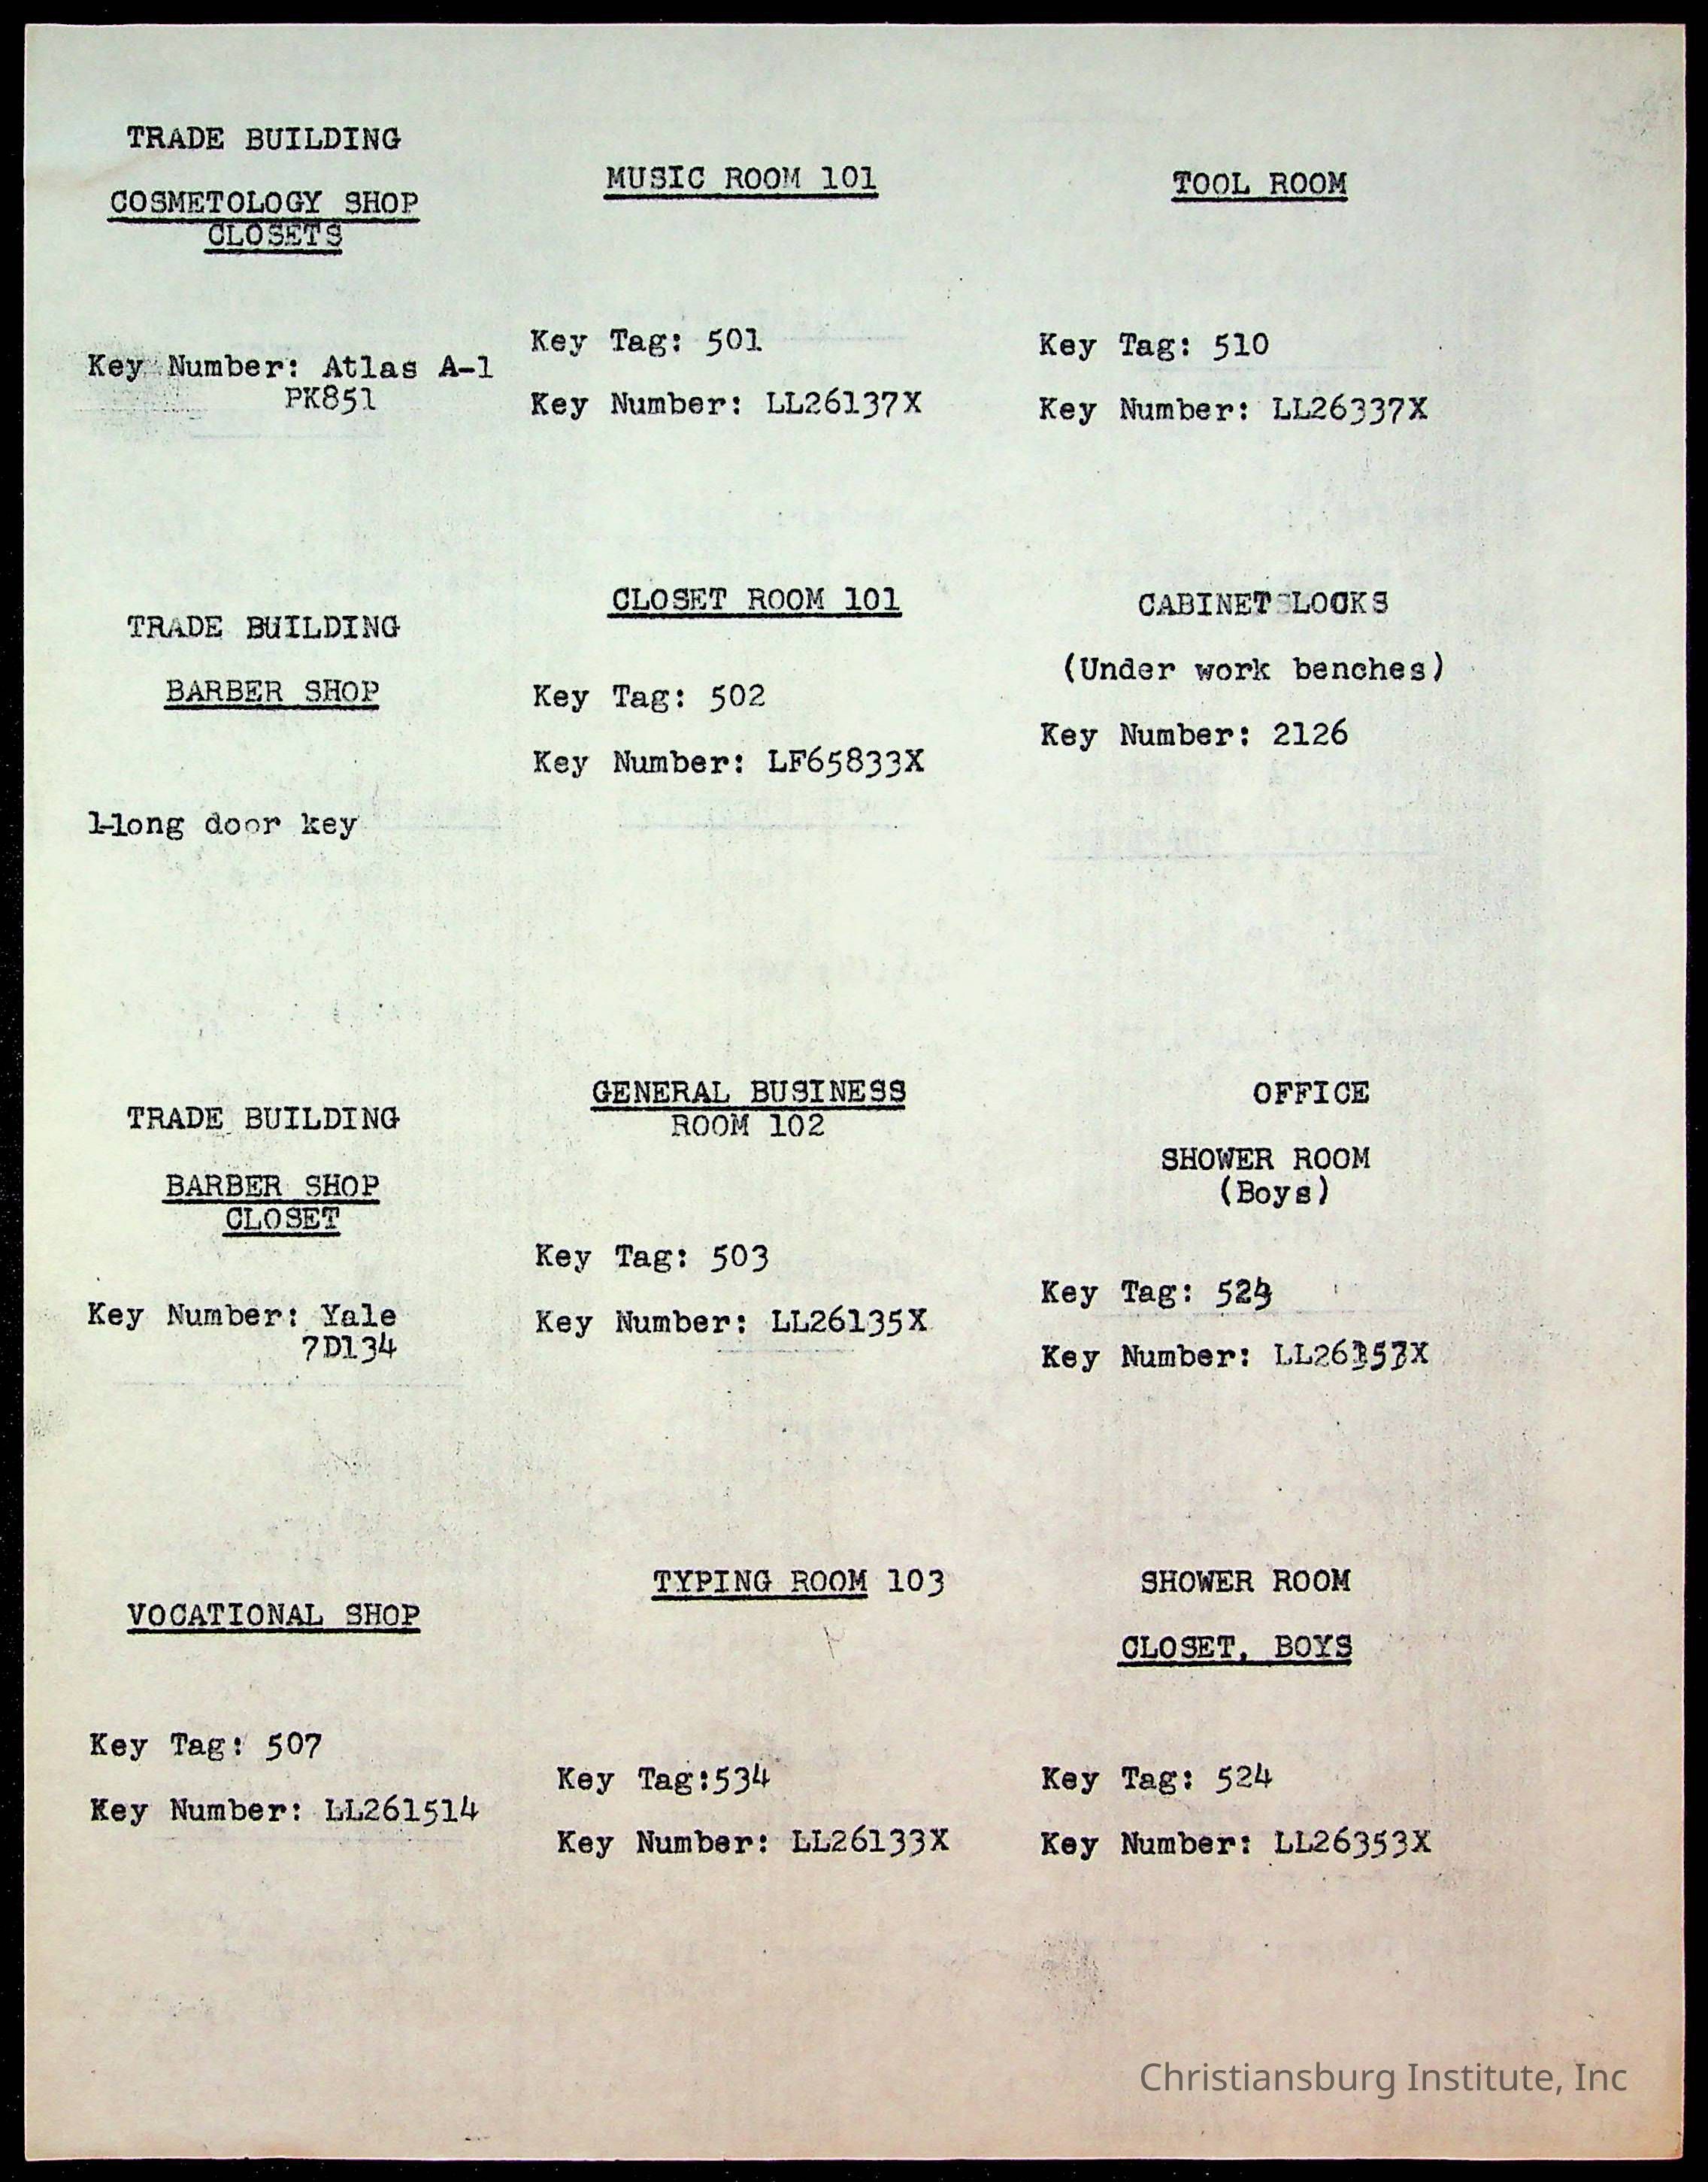 TRADE BUILDING
COSMETOLOGY SHOP
CLOSETS
Key Number: Atlas A-1
PK851
TRADE BUILDING
BARBER SHOP
1-long door key
TRADE BUILDING
BARBER SHOP
CLOSET
Key Number: Yale
7D134
VOCATIONAL SHOP
Key Tag: 507
Key Number: LL261514
MUSIC ROOM 101
Key Tag: 501
Key Number: LL26137X
CLOSET ROOM 101
Key Tag: 502
Key Number: LF65833X
GENERAL BUSINESS
ROOM 102
Key Tag: 503
Key Number: LL26135X
TYPING ROOM 103
Key Tag:534
Key Number: LL26133X
TOOL ROOM
Key Tag: 510
Key Number: LL26337X
CABINET LOCKS
(Under work benches)
Key Number: 2126
OFFICE
SHOWER ROOM
(Boys)
Key Tag:
Key Number:
SHOWER ROOM
CLOSET, BOYS
Key Tag: 524
Key Number: LL26353X
Christiansburg Institute, Inc